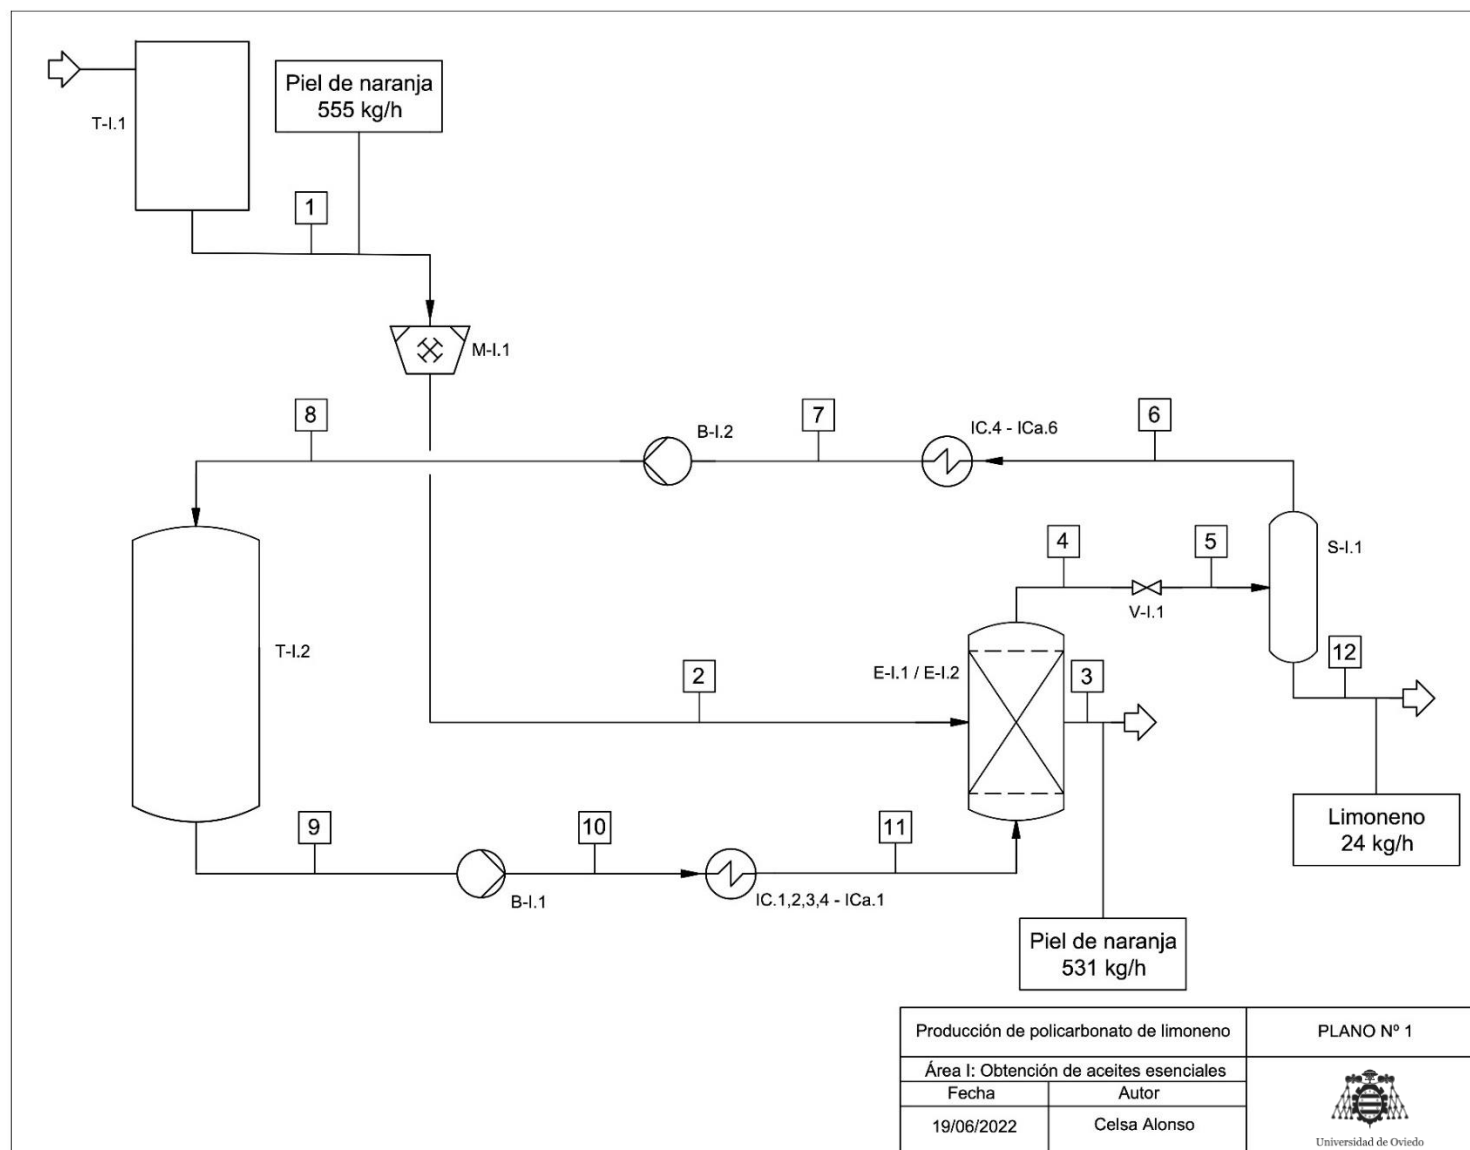 Piel de naranja
555 kg/h
T-I.1
1
M-I.1
8
B-I.2
7
IC.4 - ICa.6
6
4
5
S-I.1
V-I.1
T-I.2
E-I.1 / E-I.2
2
3
12
9
10
11
B-I.1
IC.1,2,3,4 - ICa.1
Limoneno
24 kg/h
Piel de naranja
531 kg/h
Producción de policarbonato de limoneno
PLANO Nº 1
Área I: Obtención de aceites esenciales
Fecha
Autor
19/06/2022
Celsa Alonso
Universidad de Oviedo